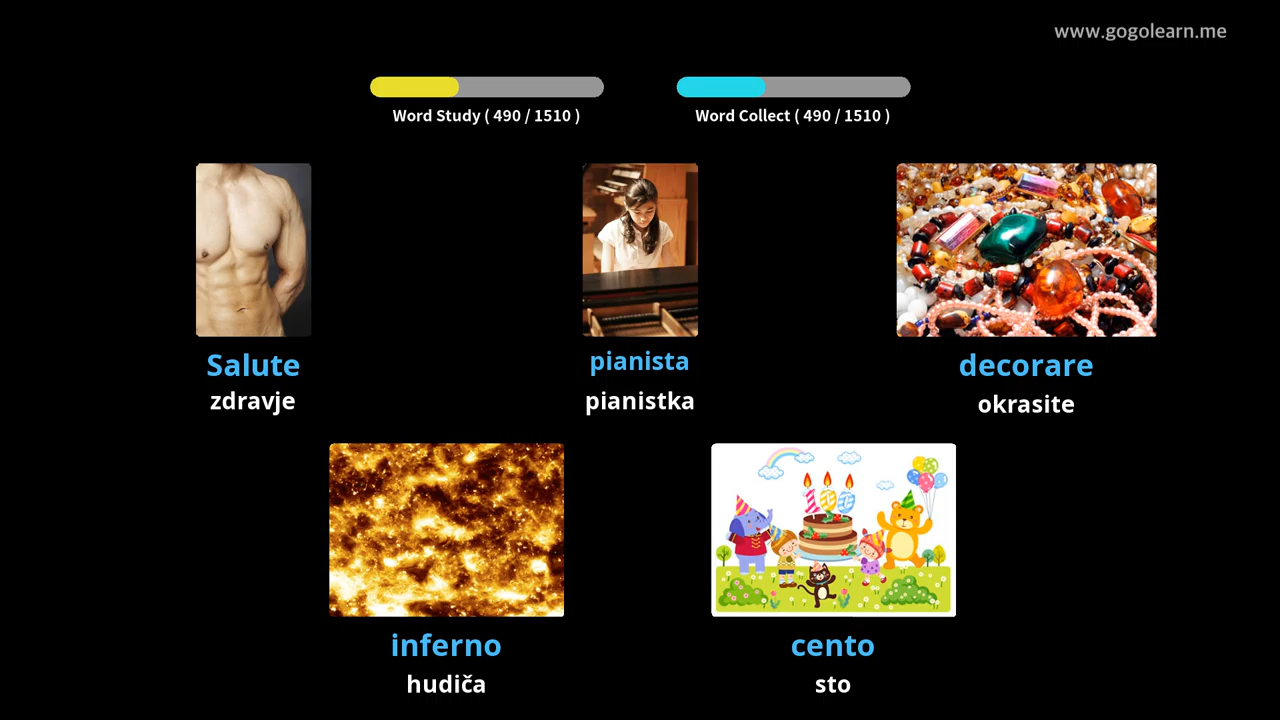 www.gogolearn.me
Word Study ( 490 / 1510 )
Word Collect ( 490 / 1510 )
Salute
zdravje
pianista
pianistka
decorare
okrasite
inferno
hudiča
100
cento
sto